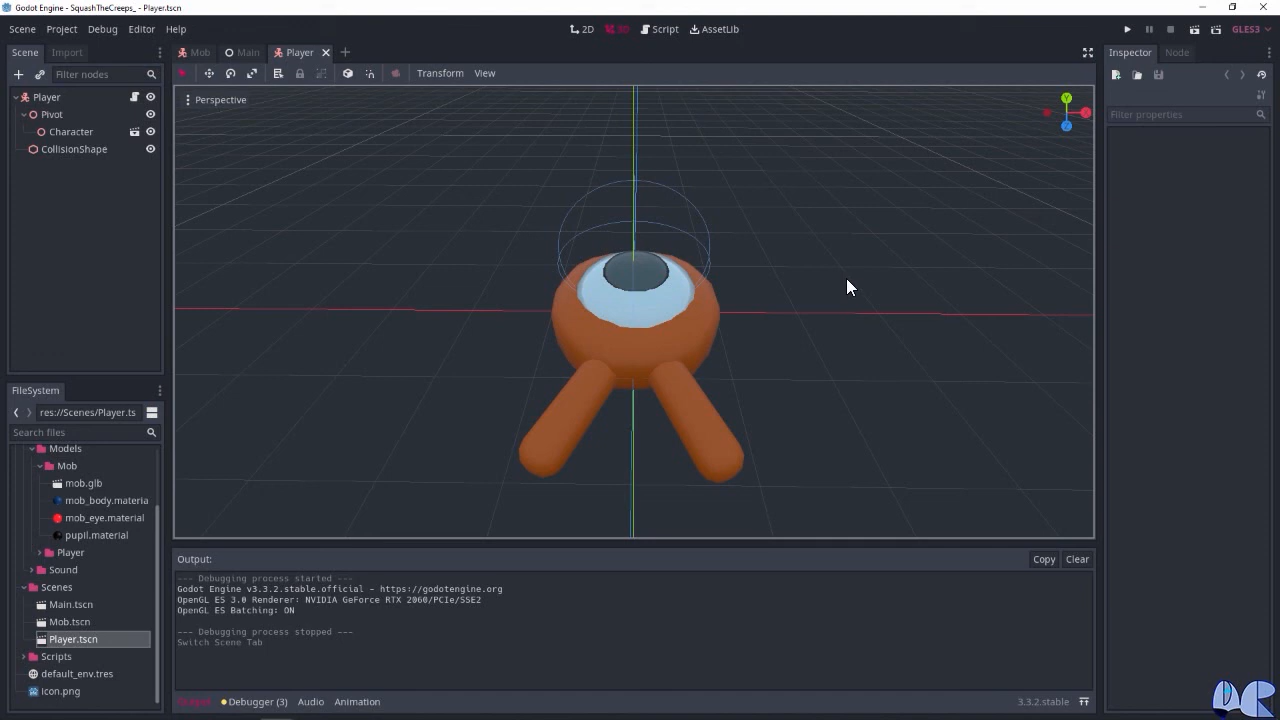 Godot Engine - SquashTheCreeps_ - Player.tscn
Scene Project Debug Editor Help
2D 3D Script AssetLib
GLES3
Scene Import
Mob Main Player
Inspector Node
Filter nodes
Transform View
Player
Perspective
Y
X
Z
Pivot
Filter properties
Character
CollisionShape
FileSystem
res://Scenes/Player.ts
Search files
Models
Mob
mob.glb
mob_body.materia
mob_eye.material
pupil.material
Player
Sound
Scenes
Main.tscn
Mob.tscn
Player.tscn
Scripts
default_env.tres
icon.png
Output:
Copy Clear
--- Debugging process started ---
Godot Engine v3.3.2.stable.official - https://godotengine.org
OpenGL ES 3.0 Renderer: NVIDIA GeForce RTX 2060/PCIe/SSE2
OpenGL ES Batching: ON
--- Debugging process stopped ---
Switch Scene Tab
Output Debugger (3) Audio Animation
3.3.2.stable